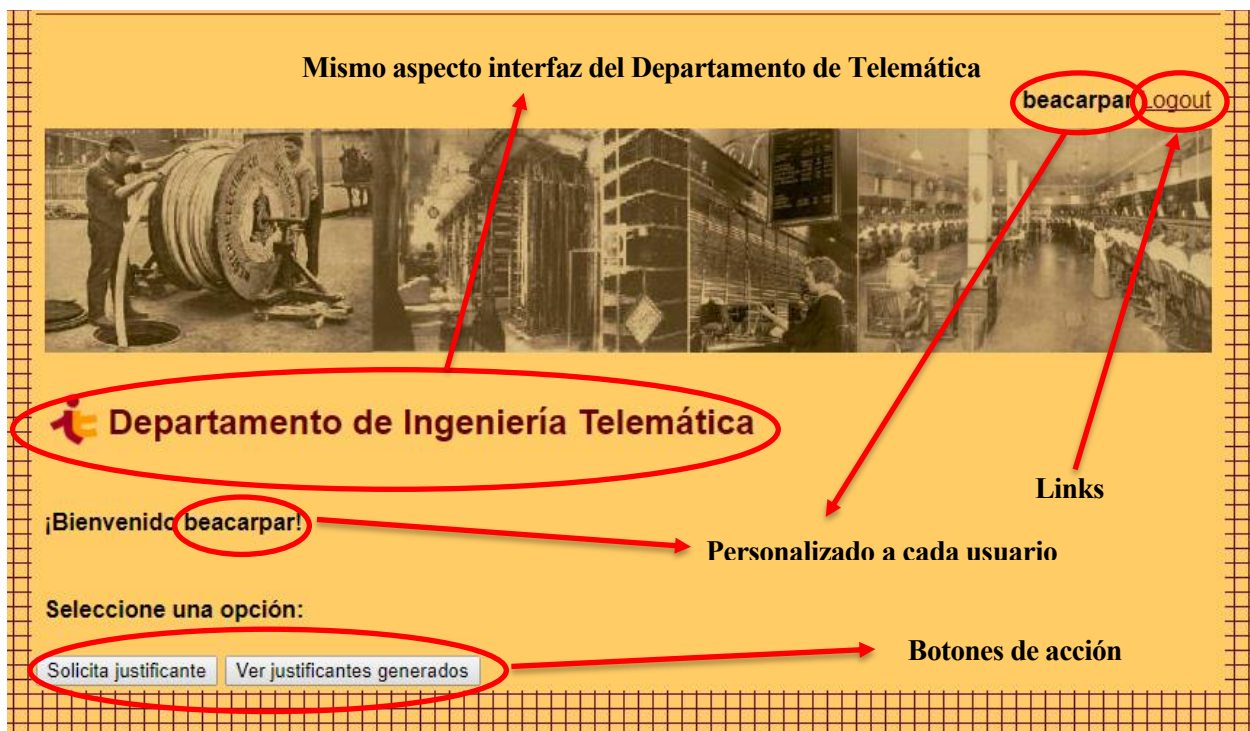 Mismo aspecto interfaz del Departamento de Telemática
beacarpar Logout
Departamento de Ingeniería Telemática
Links
¡Bienvenido beacarpar!
Personalizado a cada usuario
Seleccione una opción:
Botones de acción
Solicita justificante Ver justificantes generados